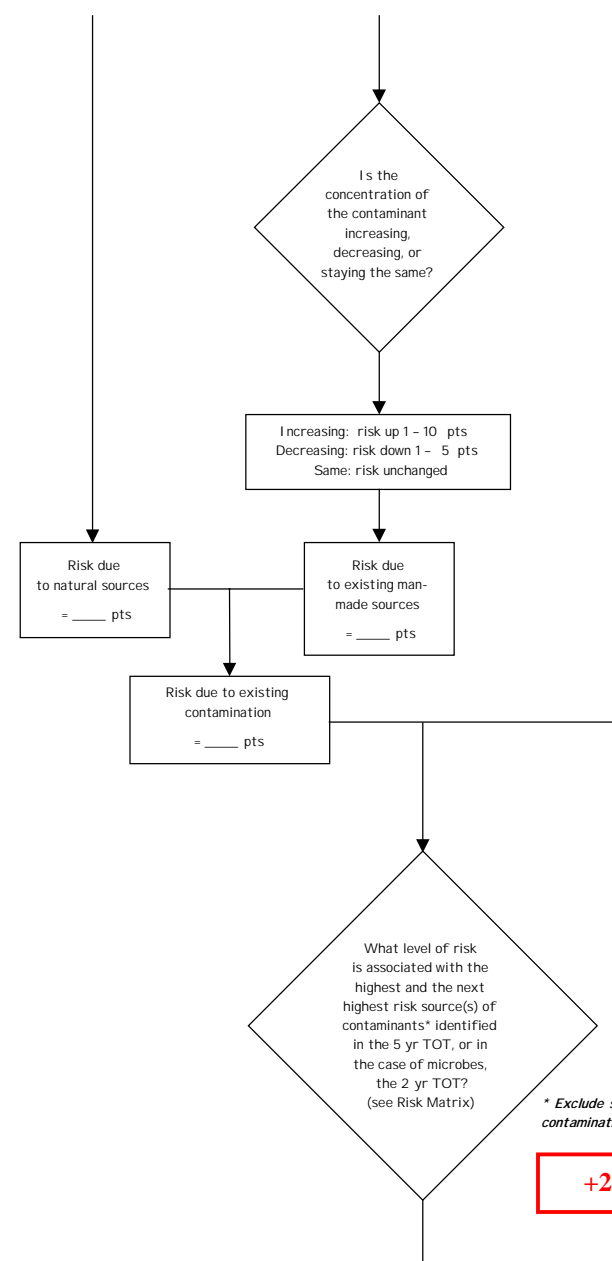 Is the
concentration of
the contaminant
increasing,
decreasing, or
staying the same?
Increasing: risk up 1 – 10 pts
Decreasing: risk down 1 – 5 pts
Same: risk unchanged
Risk due
to natural sources
= _____ pts
Risk due
to existing man-
made sources
= _____ pts
Risk due to existing
contamination
= _____ pts
What level of risk
is associated with the
highest and the next
highest risk source(s) of
contaminants* identified
in the 5 yr TOT, or in
the case of microbes,
the 2 yr TOT?
(see Risk Matrix)
* Exclude
+2